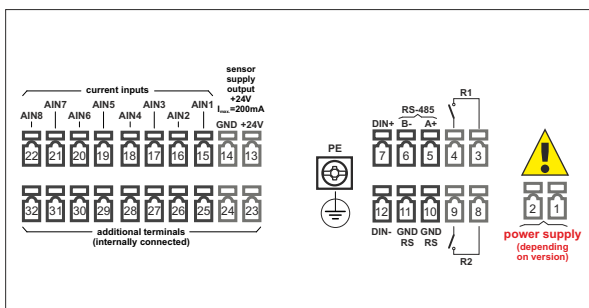 current inputs
sensor
supply
output
+24V
Imax.=200mA
AIN8 AIN7 AIN6 AIN5 AIN4 AIN3 AIN2 AIN1
GND +24V
22 21 20 19 18 17 16 15 14 13
32 31 30 29 28 27 26 25 24 23
additional terminals
(internally connected)
PE
R1
RS-485
DIN+ B- A+
7 6 5 4 3
12 11 10 9 8
DIN- GND GND
RS RS
R2
!
2 1
power supply
(depending
on version)